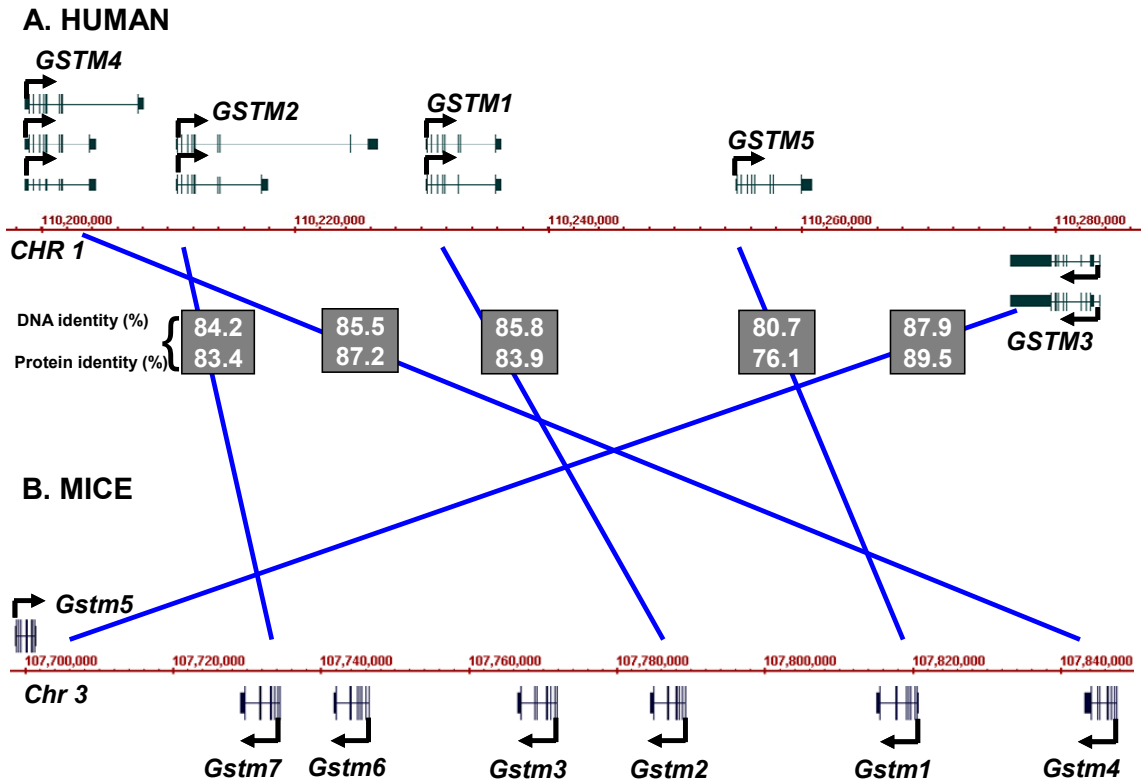 A. HUMAN
GSTM4
GSTM2
GSTM1
GSTM5
110,200,000 110,220,000 110,240,000 110,260,000 110,280,000
CHR 1
GSTM3
DNA identity (%)
Protein identity (%)
84.2
83.4
85.5
87.2
85.8
83.9
80.7
76.1
87.9
89.5
B. MICE
Gstm5
107,700,000 107,720,000 107,740,000 107,760,000 107,780,000 107,800,000 107,820,000 107,840,000
Chr 3
Gstm7 Gstm6 Gstm3 Gstm2 Gstm1 Gstm4